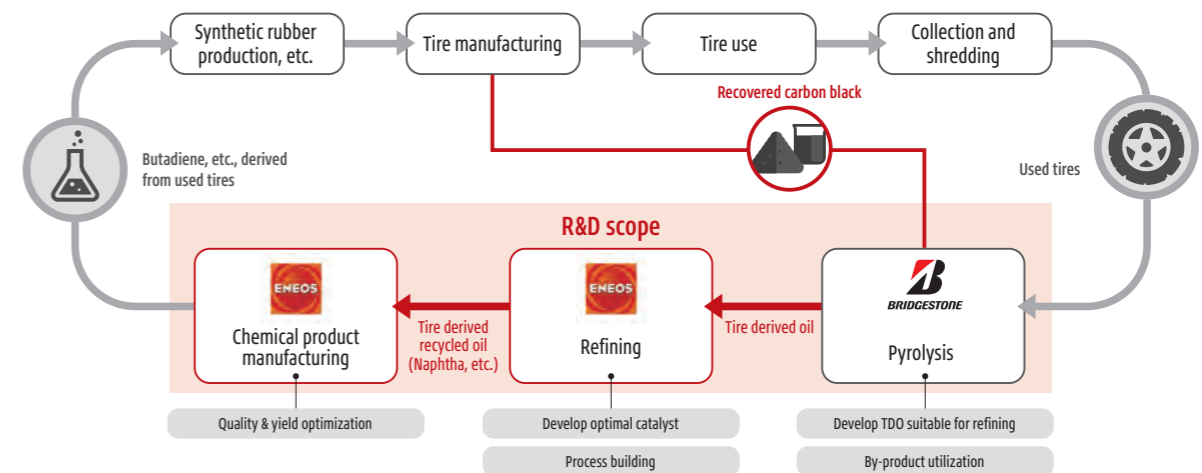 Synthetic rubber
production, etc.
Tire manufacturing
Tire use
Collection and
shredding
Recovered carbon black
Butadiene, etc., derived
from used tires
Used tires
R&D scope
ENEOS
Chemical product
manufacturing
Tire derived
recycled oil
(Naphtha, etc.)
ENEOS
Refining
Tire derived oil
BRIDGESTONE
Pyrolysis
Quality & yield optimization
Develop optimal catalyst
Process building
Develop TDO suitable for refining
By-product utilization